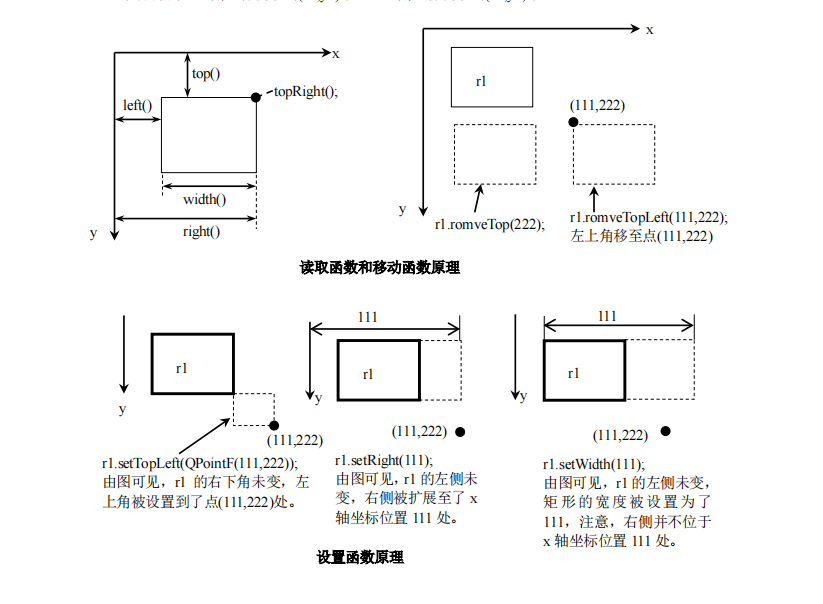 x
top()
topRight();
left()
width()
right()
y
x
r1
(111,222)
y
r1.romveTop(222);
r1.romveTopLeft(111,222);
左上角移至点(111,222)
读取函数和移动函数原理
r1
y
(111,222)
r1.setTopLeft(QPointF(111,222));
由图可见，r1 的右下角未变，左
上角被设置到了点(111,222)处。
111
r1
y
(111,222)
r1.setRight(111);
由图可见，r1 的左侧未
变，右侧被扩展至了 x
轴坐标位置 111 处。
111
r1
y
(111,222)
r1.setWidth(111);
由图可见，r1 的左侧未变，
矩形的宽度被设置为了
111，注意，右侧并不位于
x 轴坐标位置 111 处。
设置函数原理